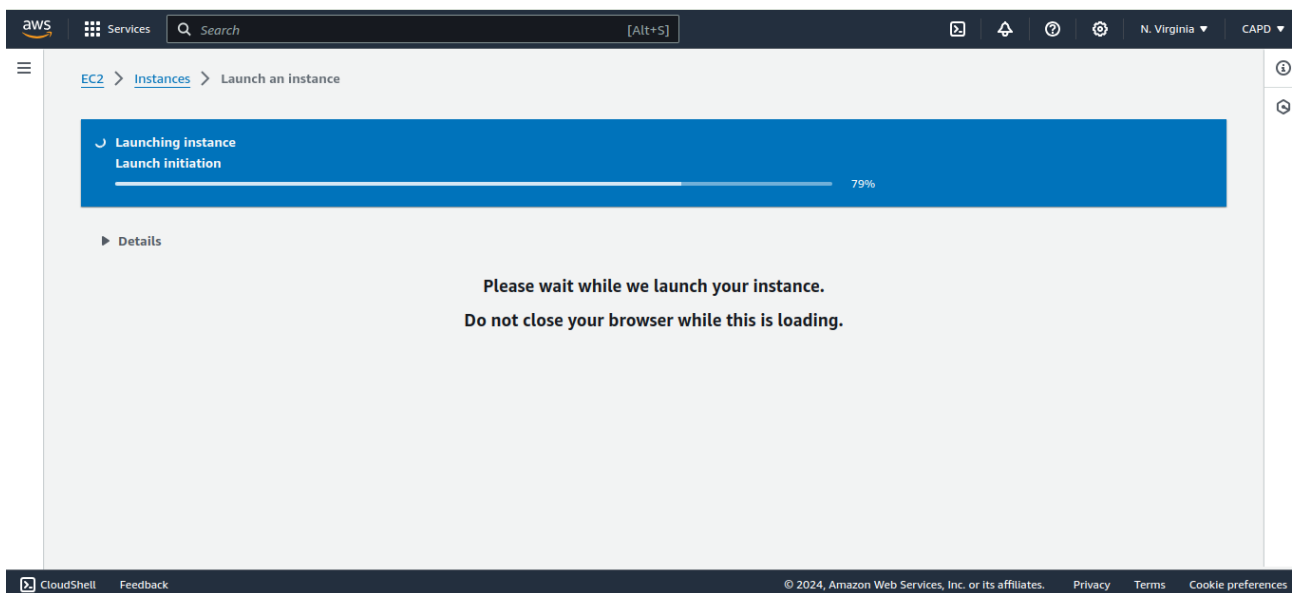 aws Services Search [Alt+S] N. Virginia CAPD
EC2 Instances Launch an instance
Launching instance
Launch initiation
79%
Details
Please wait while we launch your instance.
Do not close your browser while this is loading.
CloudShell Feedback © 2024, Amazon Web Services, Inc. or its affiliates. Privacy Terms Cookie preferences